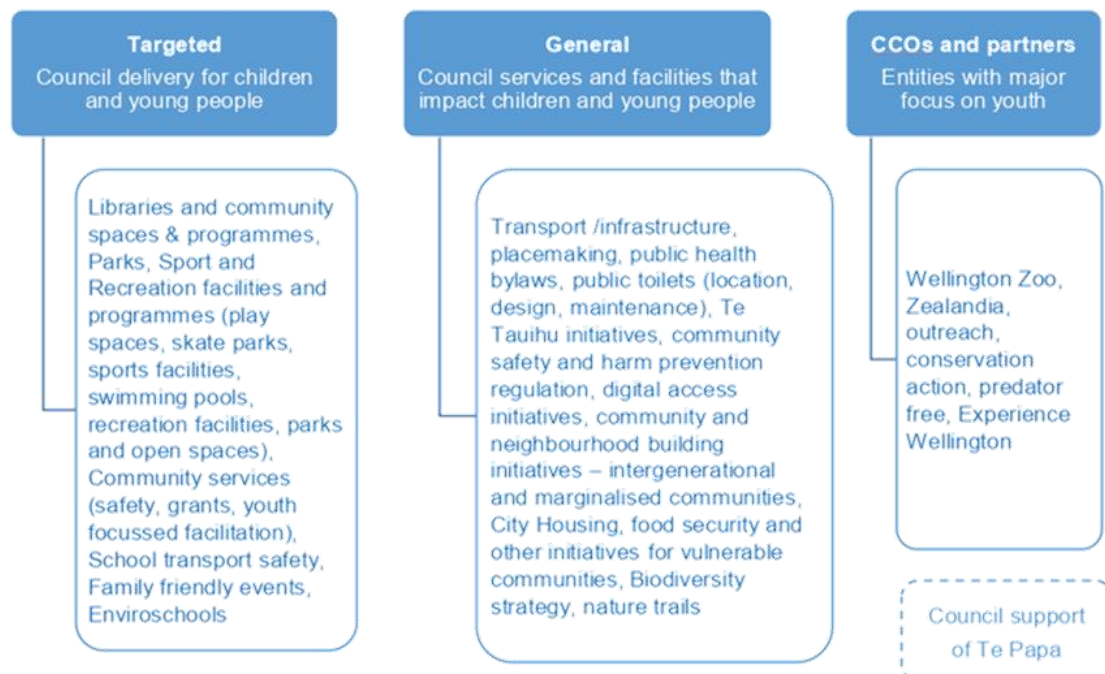 Targeted
Council delivery for children
and young people
Libraries and community
spaces & programmes,
Parks, Sport and
Recreation facilities and
programmes (play
spaces, skate parks,
sports facilities,
swimming pools,
recreation facilities, parks
and open spaces),
Community services
(safety, grants, youth
focussed facilitation),
School transport safety,
Family friendly events,
Enviroschools
General
Council services and facilities that
impact children and young people
Transport /infrastructure,
placemaking, public health
bylaws, public toilets (location,
design, maintenance), Te
Tauihu initiatives, community
safety and harm prevention
regulation, digital access
initiatives, community and
neighbourhood building
initiatives – intergenerational
and marginalised communities,
City Housing, food security and
other initiatives for vulnerable
communities, Biodiversity
strategy, nature trails
CCOs and partners
Entities with major
focus on youth
Wellington Zoo,
Zealandia,
outreach,
conservation
action, predator
free, Experience
Wellington
Council support
of Te Papa